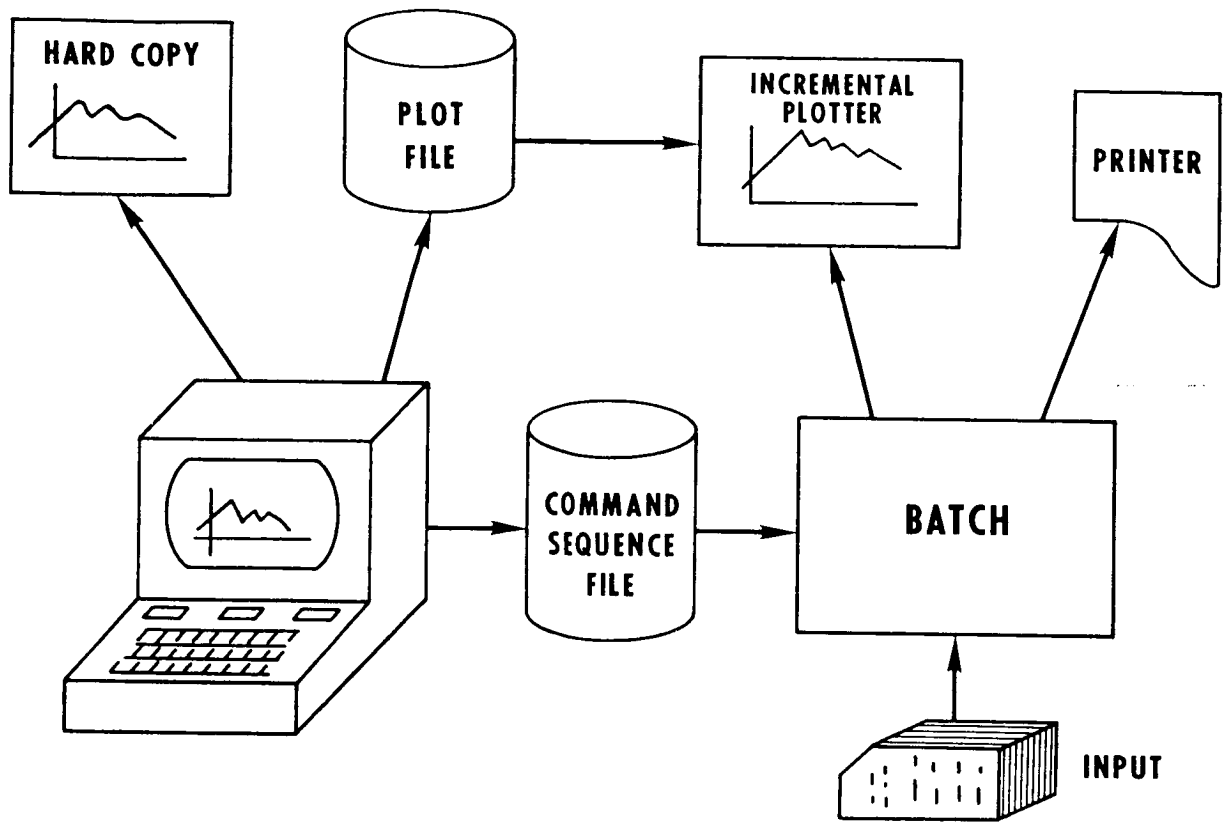 HARD COPY
PLOT
FILE
INCREMENTAL
PLOTTER
PRINTER
COMMAND
SEQUENCE
FILE
BATCH
INPUT